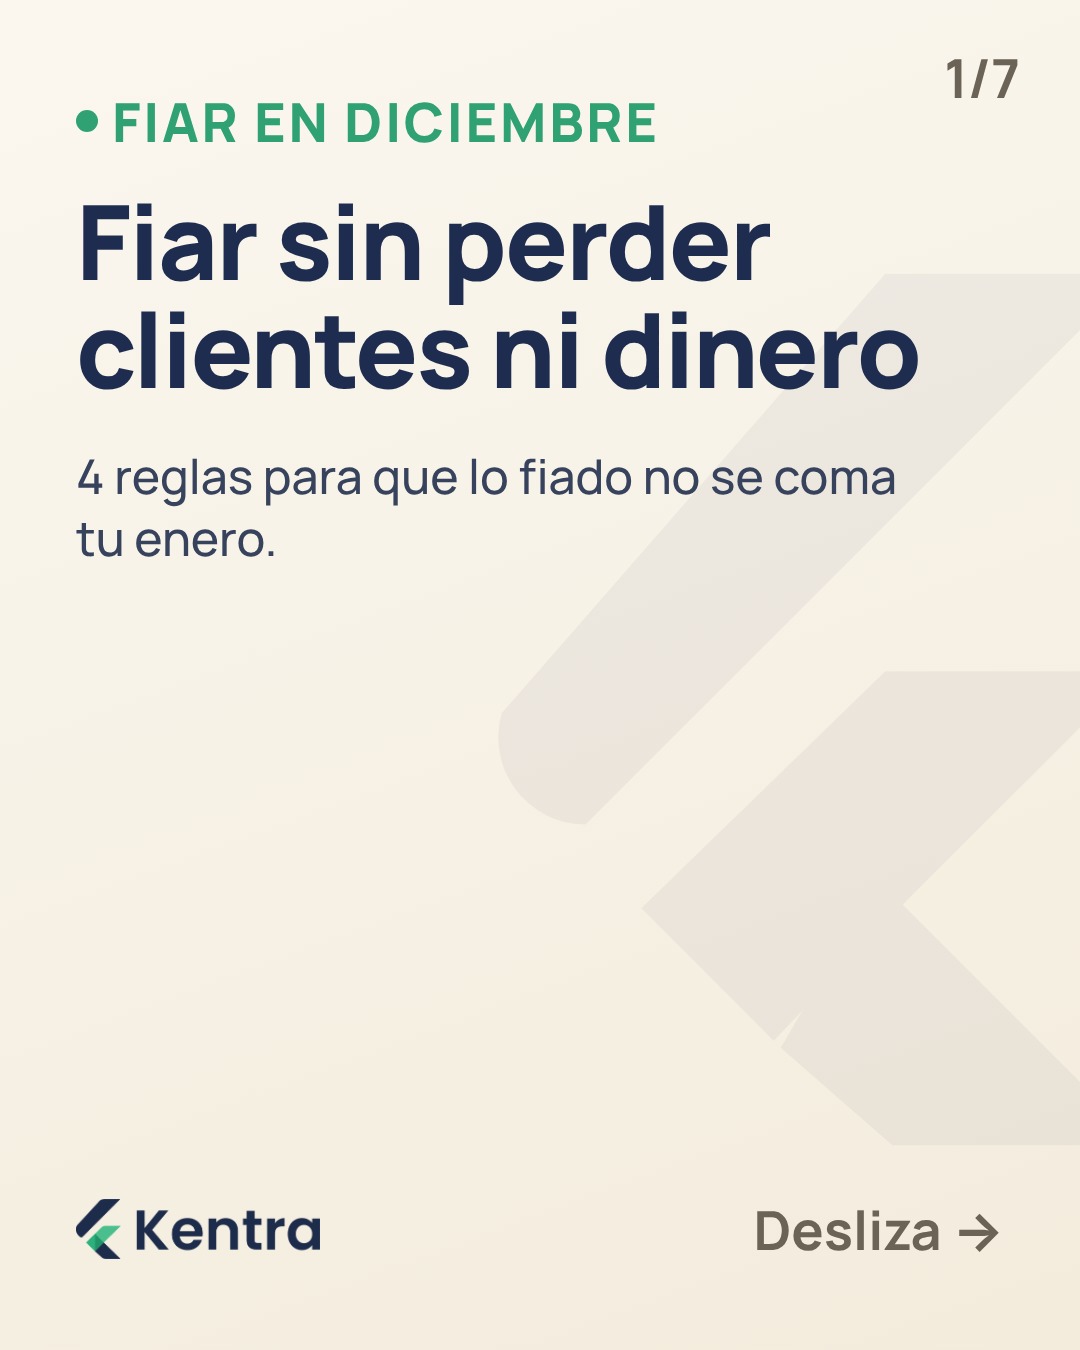 1/7
FIAR EN DICIEMBRE
Fiar sin perder
clientes ni dinero
4 reglas para que lo fiado no se coma
tu enero.
Kentra
Desliza →